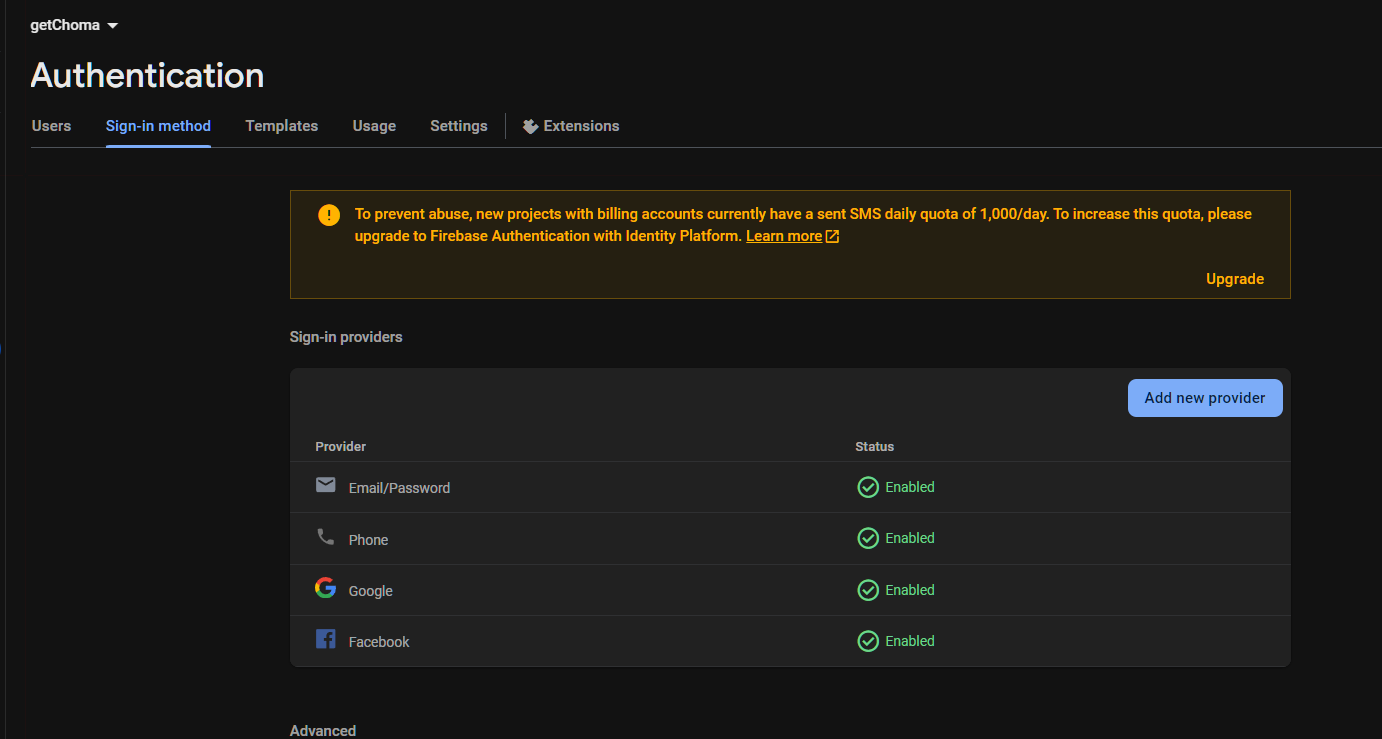 getChoma
Authentication
Users Sign-in method Templates Usage Settings Extensions
To prevent abuse, new projects with billing accounts currently have a sent SMS daily quota of 1,000/day. To increase this quota, please
upgrade to Firebase Authentication with Identity Platform. Learn more
Upgrade
Sign-in providers
Add new provider
Provider Status
Email/Password Enabled
Phone Enabled
Google Enabled
Facebook Enabled
Advanced